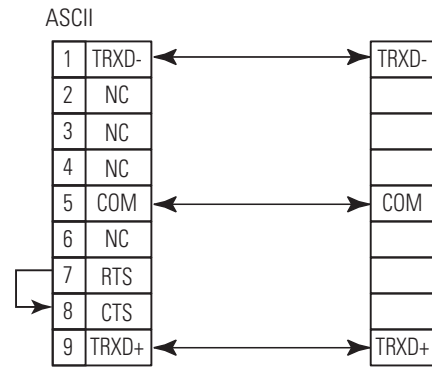 ASCII
1 TRXD- TRXD-
2 NC
3 NC
4 NC
5 COM COM
6 NC
7 RTS
8 CTS
9 TRXD+ TRXD+